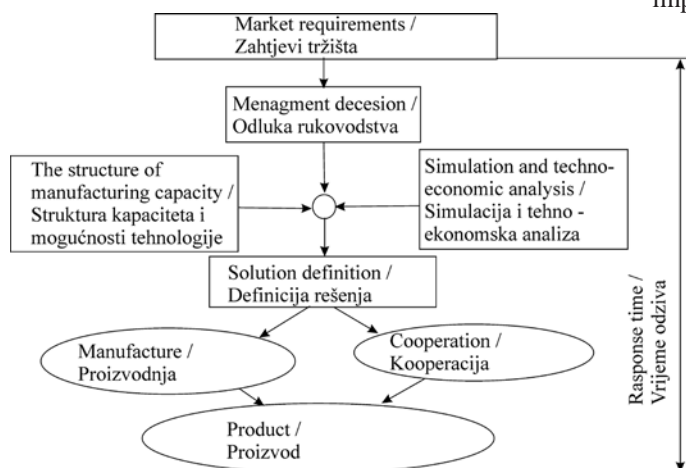 Market requirements /
Zahtjevi tržišta
Menagment decesion /
Odluka rukovodstva
The structure of
manufacturing capacity /
Struktura kapaciteta i
mogućnosti tehnologije
Simulation and techno-
economic analysis /
Simulacija i tehno -
ekonomska analiza
Solution definition /
Definicija rešenja
Manufacture /
Proizvodnja
Cooperation /
Kooperacija
Product /
Proizvod
Rasponse time /
Vrijeme odziva